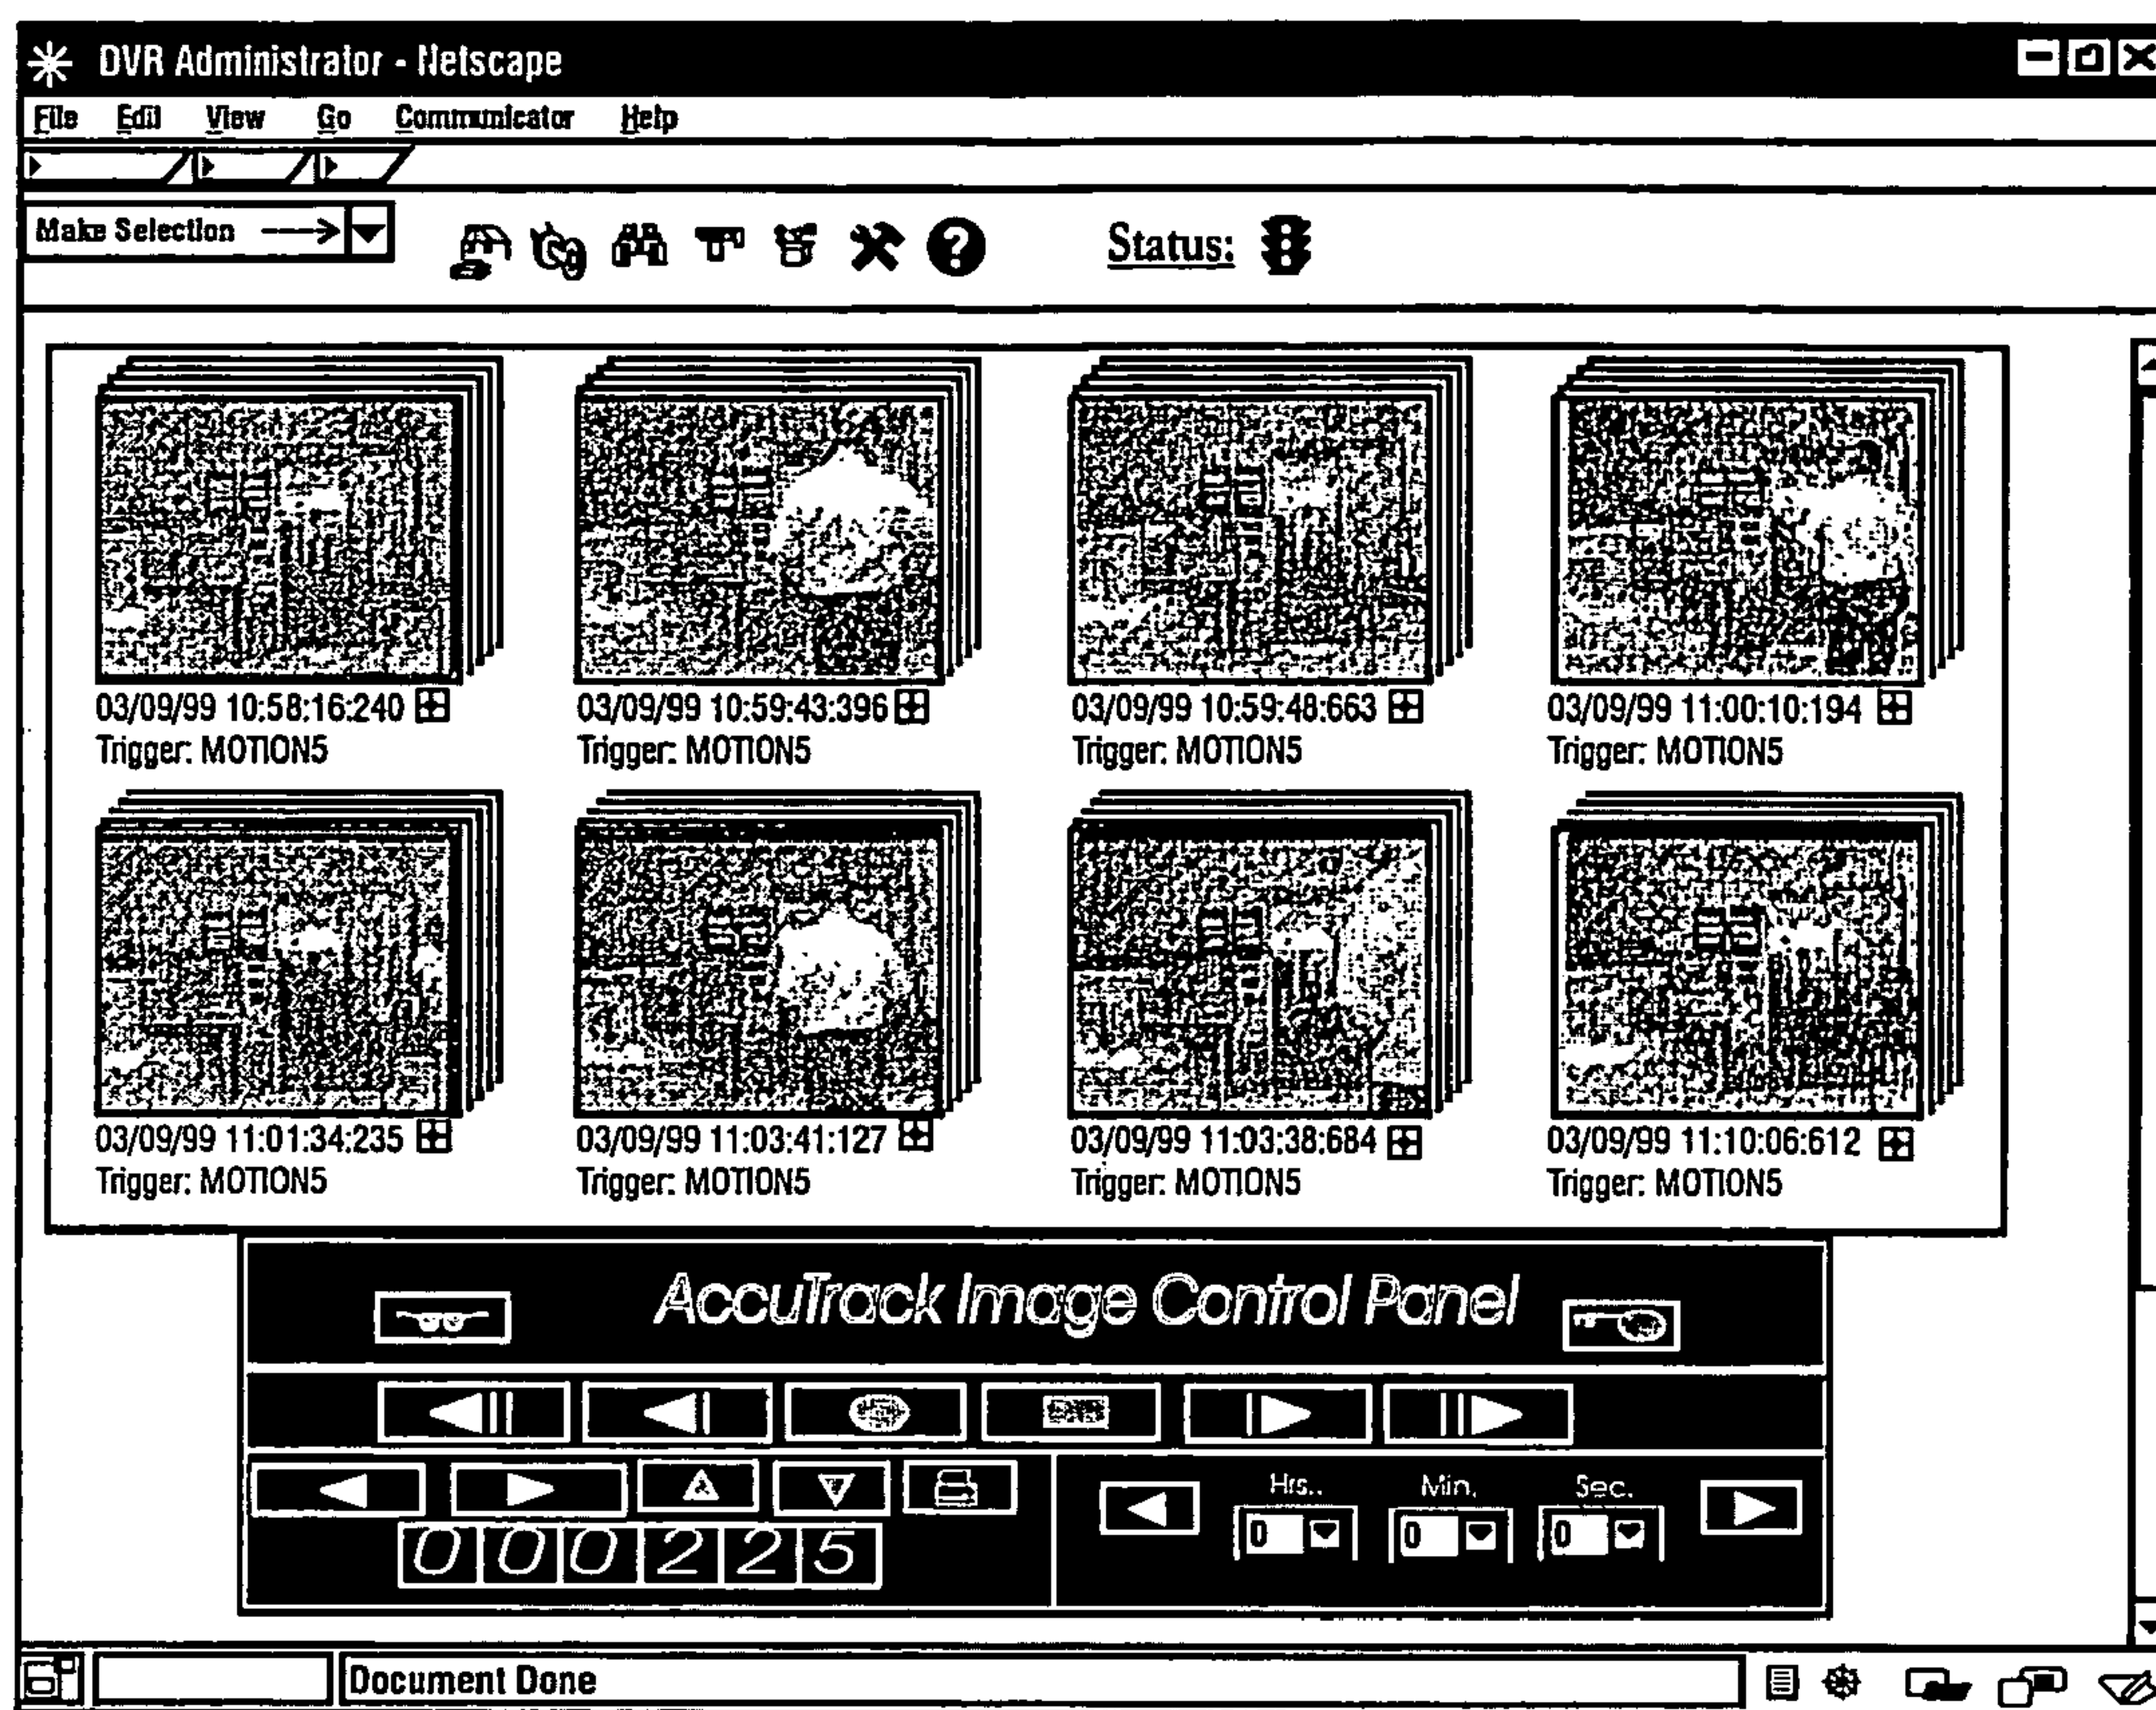 DVR Administrator - Netscape
File Edit View Go Communicator Help
Make Selection Status:
03/09/99 10:58:16:240 03/09/99 10:59:43:396 03/09/99 10:59:48:663 03/09/99 11:00:10:194
Trigger: MOTION5 Trigger: MOTION5 Trigger: MOTION5 Trigger: MOTION5
03/09/99 11:01:34:235 03/09/99 11:03:41:127 03/09/99 11:03:38:684 03/09/99 11:10:06:612
Trigger: MOTION5 Trigger: MOTION5 Trigger: MOTION5 Trigger: MOTION5
AccuTrack Image Control Panel
Hrs.. Min. Sec.
000225 0 0 0
Document Done